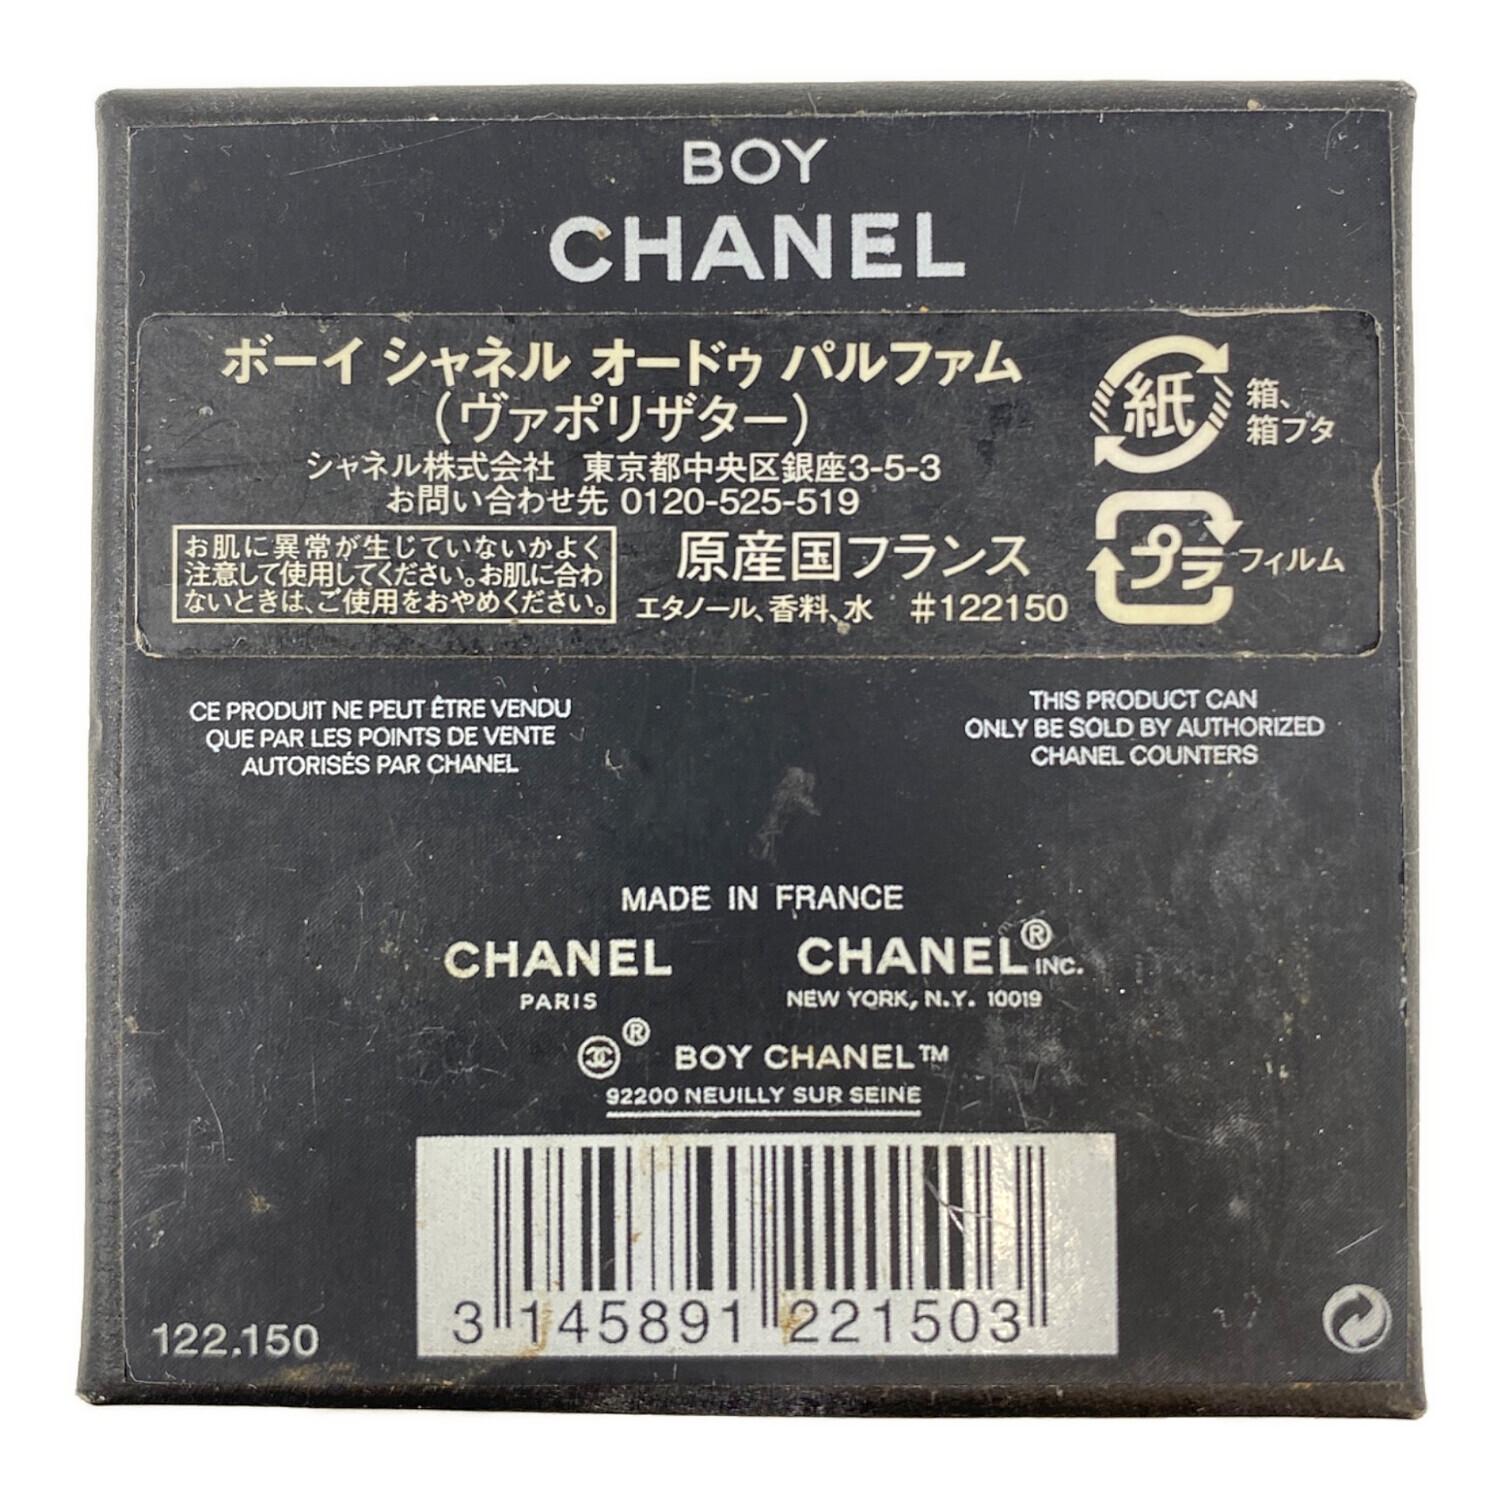 BOY
CHANEL
ボーイ シャネル オードゥ パルファム
（ヴァポリザター）
シャネル株式会社　東京都中央区銀座3-5-3
お問い合わせ先 0120-525-519
お肌に異常が生じていないかよく
注意して使用してください。お肌に合わ
ないときは、ご使用をおやめください。
原産国フランス
エタノール、香料、水　#122150
紙
箱、
箱フタ
プラ
フィルム
CE PRODUIT NE PEUT ÊTRE VENDU
QUE PAR LES POINTS DE VENTE
AUTORISÉS PAR CHANEL
THIS PRODUCT CAN
ONLY BE SOLD BY AUTHORIZED
CHANEL COUNTERS
MADE IN FRANCE
CHANEL
PARIS
CHANEL® INC.
NEW YORK, N.Y. 10019
® BOY CHANEL™
92200 NEUILLY SUR SEINE
3 145891 221503
122.150